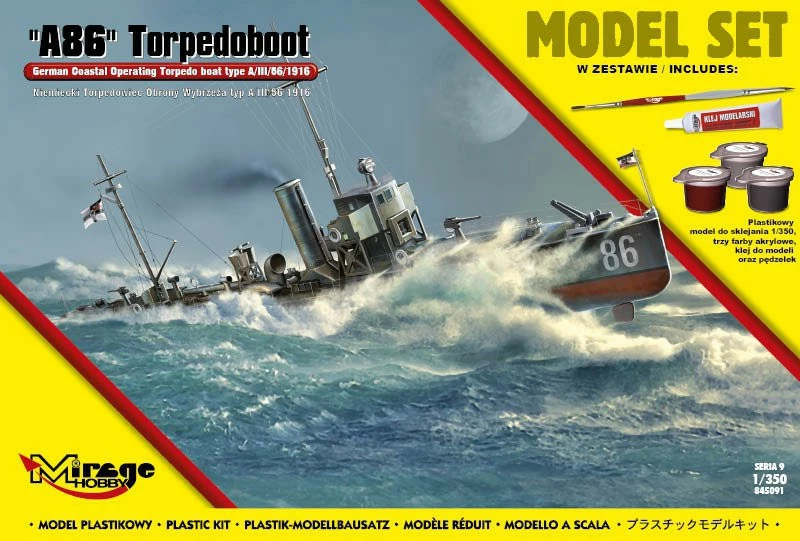 "A86" Torpedoboot
German Coastal Operating Torpedo boat type A/III/86/1916
Niemiecki Torpedowiec Obrony Wybrzeża typ A III 86 1916
MODEL SET
W ZESTAWIE / INCLUDES:
KLEJ MODELARSKI
Plastikowy
model do sklejania 1/350,
trzy farby akrylowe,
klej do modeli
oraz pędzelek
86
Mirage
HOBBY
SERIA 9
1/350
845091
• MODEL PLASTIKOWY • PLASTIC KIT • PLASTIK-MODELLBAUSATZ • MODÈLE RÉDUIT • MODELLO A SCALA • プラスチックモデルキット •